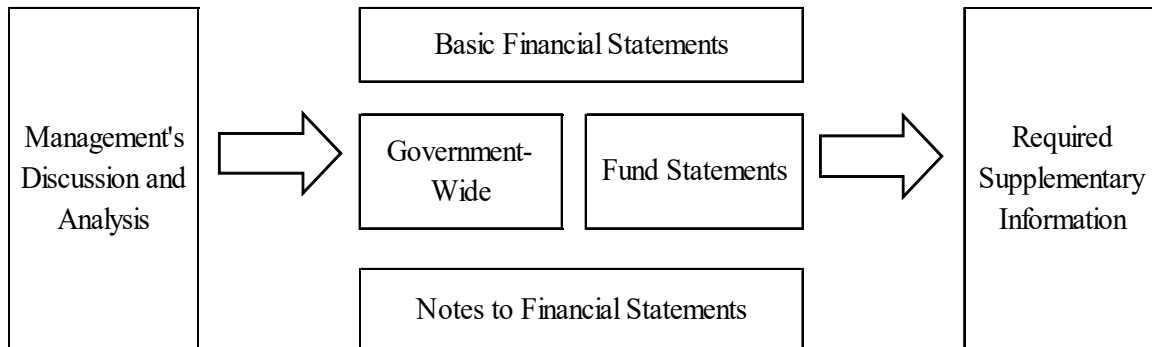 Management's
Discussion and
Analysis
Basic Financial Statements
Government-
Wide
Fund Statements
Notes to Financial Statements
Required
Supplementary
Information